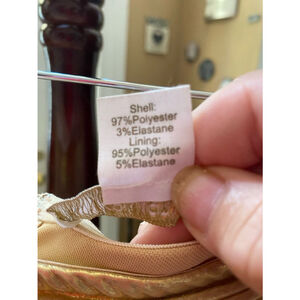 Shell:
97%Polyester
3%Elastane
Lining:
95%Polyester
5%Elastane